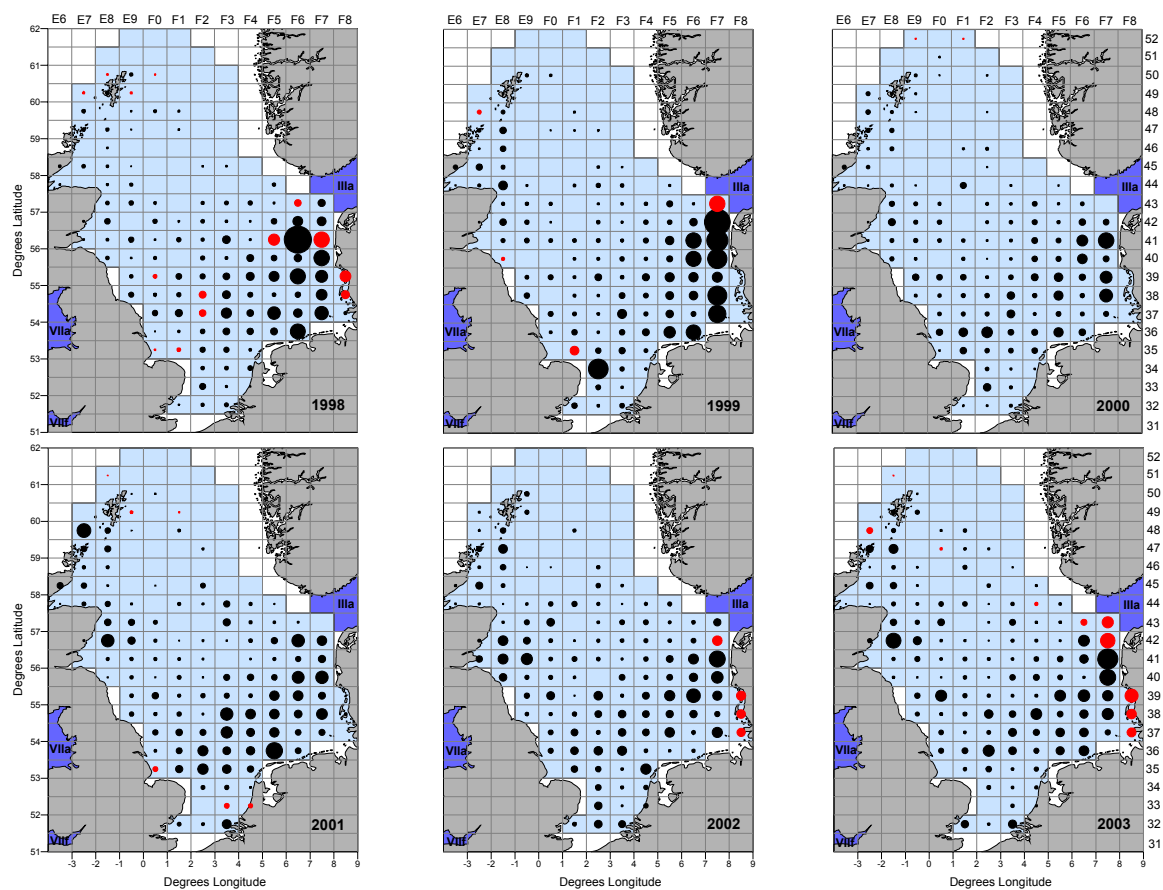 E6 E7 E8 E9 F0 F1 F2 F3 F4 F5 F6 F7 F8
E6 E7 E8 E9 F0 F1 F2 F3 F4 F5 F6 F7 F8
E6 E7 E8 E9 F0 F1 F2 F3 F4 F5 F6 F7 F8
62
61
60
59
58
57
56
55
54
53
52
51
Degrees Latitude
IIIa
VIIa
VIIf
1998
IIIa
VIIa
VIIf
1999
IIIa
VIIa
VIIf
2000
52
51
50
49
48
47
46
45
44
43
42
41
40
39
38
37
36
35
34
33
32
31
62
61
60
59
58
57
56
55
54
53
52
51
Degrees Latitude
IIIa
VIIa
VIIf
2001
IIIa
VIIa
VIIf
2002
IIIa
VIIa
VIIf
2003
52
51
50
49
48
47
46
45
44
43
42
41
40
39
38
37
36
35
34
33
32
31
-3 -2 -1 0 1 2 3 4 5 6 7 8 9
-3 -2 -1 0 1 2 3 4 5 6 7 8 9
-3 -2 -1 0 1 2 3 4 5 6 7 8 9
Degrees Longitude
Degrees Longitude
Degrees Longitude